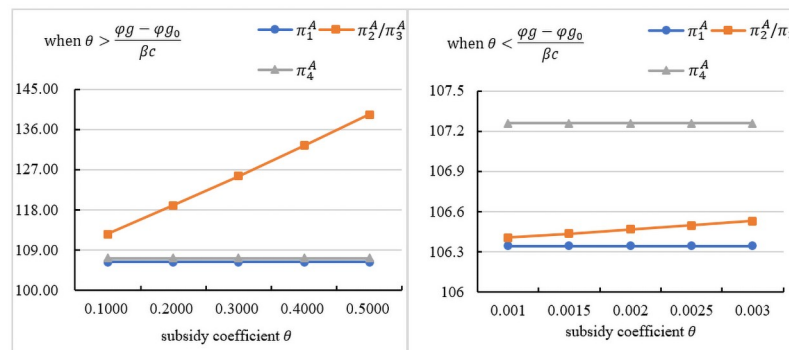 when θ > (φg − φg₀)/βc
π₁ᴬ π₂ᴬ/π₃ᴬ
π₄ᴬ
145.00
136.00
127.00
118.00
109.00
100.00
0.1000 0.2000 0.3000 0.4000 0.5000
subsidy coefficient θ
when θ < (φg − φg₀)/βc
π₁ᴬ π₂ᴬ/π
π₄ᴬ
107.5
107.2
106.9
106.6
106.3
106
0.001 0.0015 0.002 0.0025 0.003
subsidy coefficient θ